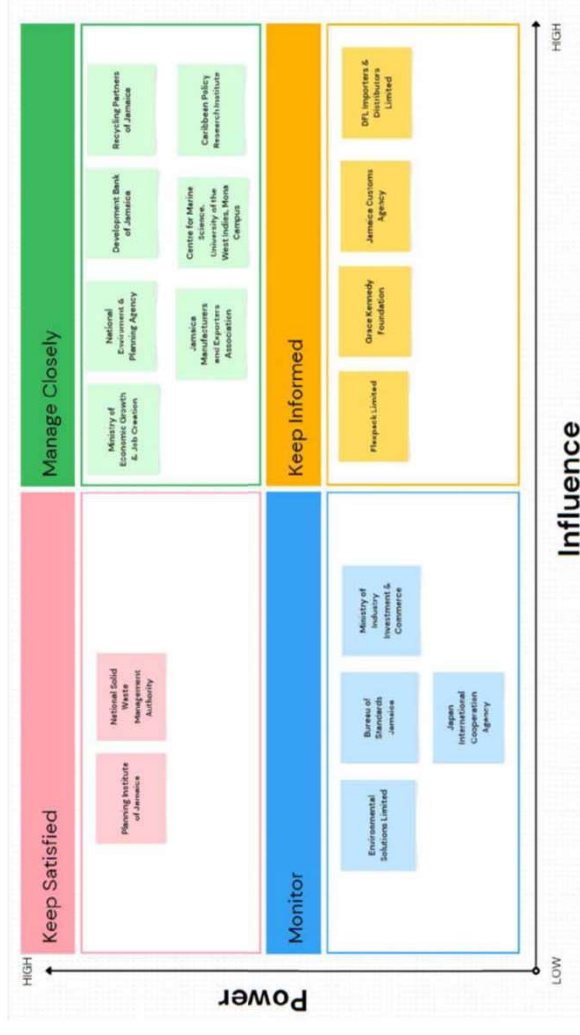 HIGH
Power
Keep Satisfied
Planning Institute
of Jamaica
National Solid
Waste
Management
Authority
Manage Closely
Ministry of
Economic Growth
& Job Creation
National
Enviroment &
Planning Agency
Development Bank
of Jamaica
Recycling Partners
of Jamaica
Jamaica
Manufacturers
and Exporters
Association
Centre for Marine
Science,
University of the
West Indies, Mona
Campus
Caribbean Policy
Research Institute
Monitor
Environmental
Solutions Limited
Bureau of
Standards
Jamaica
Ministry of
Industry
Investment &
Commerce
Japan
International
Cooperation
Agency
Keep Informed
Flexpack Limited
Grace Kennedy
Foundation
Jamaica Customs
Agency
DFL Importers &
Distributors
Limited
LOW
Influence
HIGH